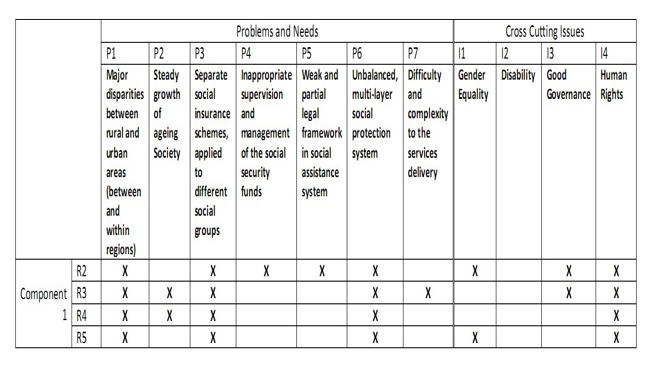 Problems and Needs Cross Cutting Issues
P1 P2 P3 P4 P5 P6 P7 I1 I2 I3 I4
Major Steady Separate Inappropriate Weak and Unbalanced, Difficulty Gender Disability Good Human
disparities growth social supervision partial multi-layer and Equality Governance Rights
between of insurance and legal social complexity
rural and ageing schemes, management framework protection to the
urban Society applied of the social in social system services
areas to security assistance delivery
(between different funds system
and social
within groups
regions)
R2 X X X X X X X X
Component R3 X X X X X X X
1 R4 X X X X X
R5 X X X X X